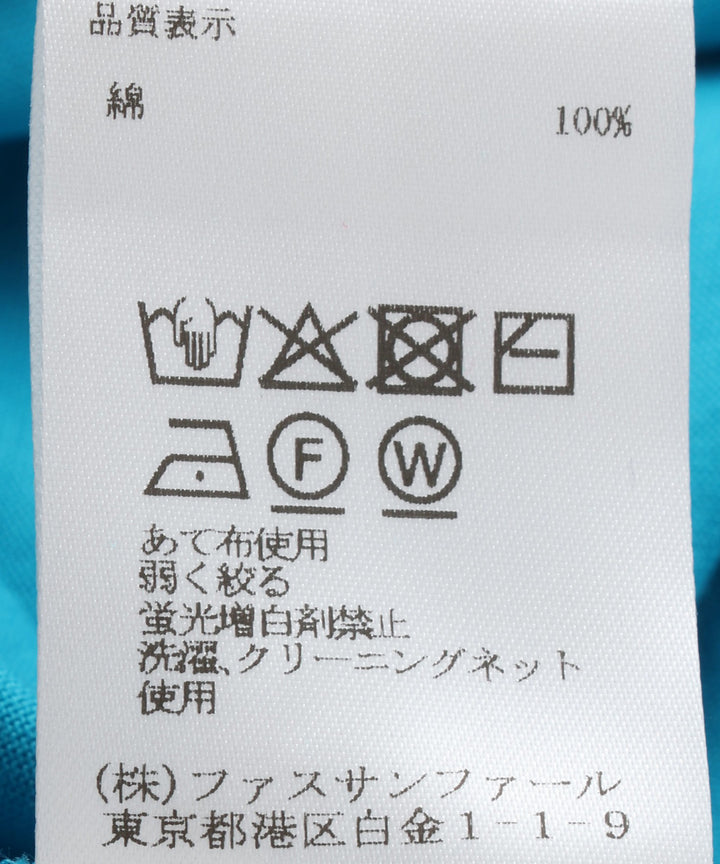 品質表示
綿 100%
F W
あて布使用
弱く絞る
蛍光増白剤禁止
洗濯、クリーニングネット
使用
(株)ファスサンファール
東京都港区白金1-1-9